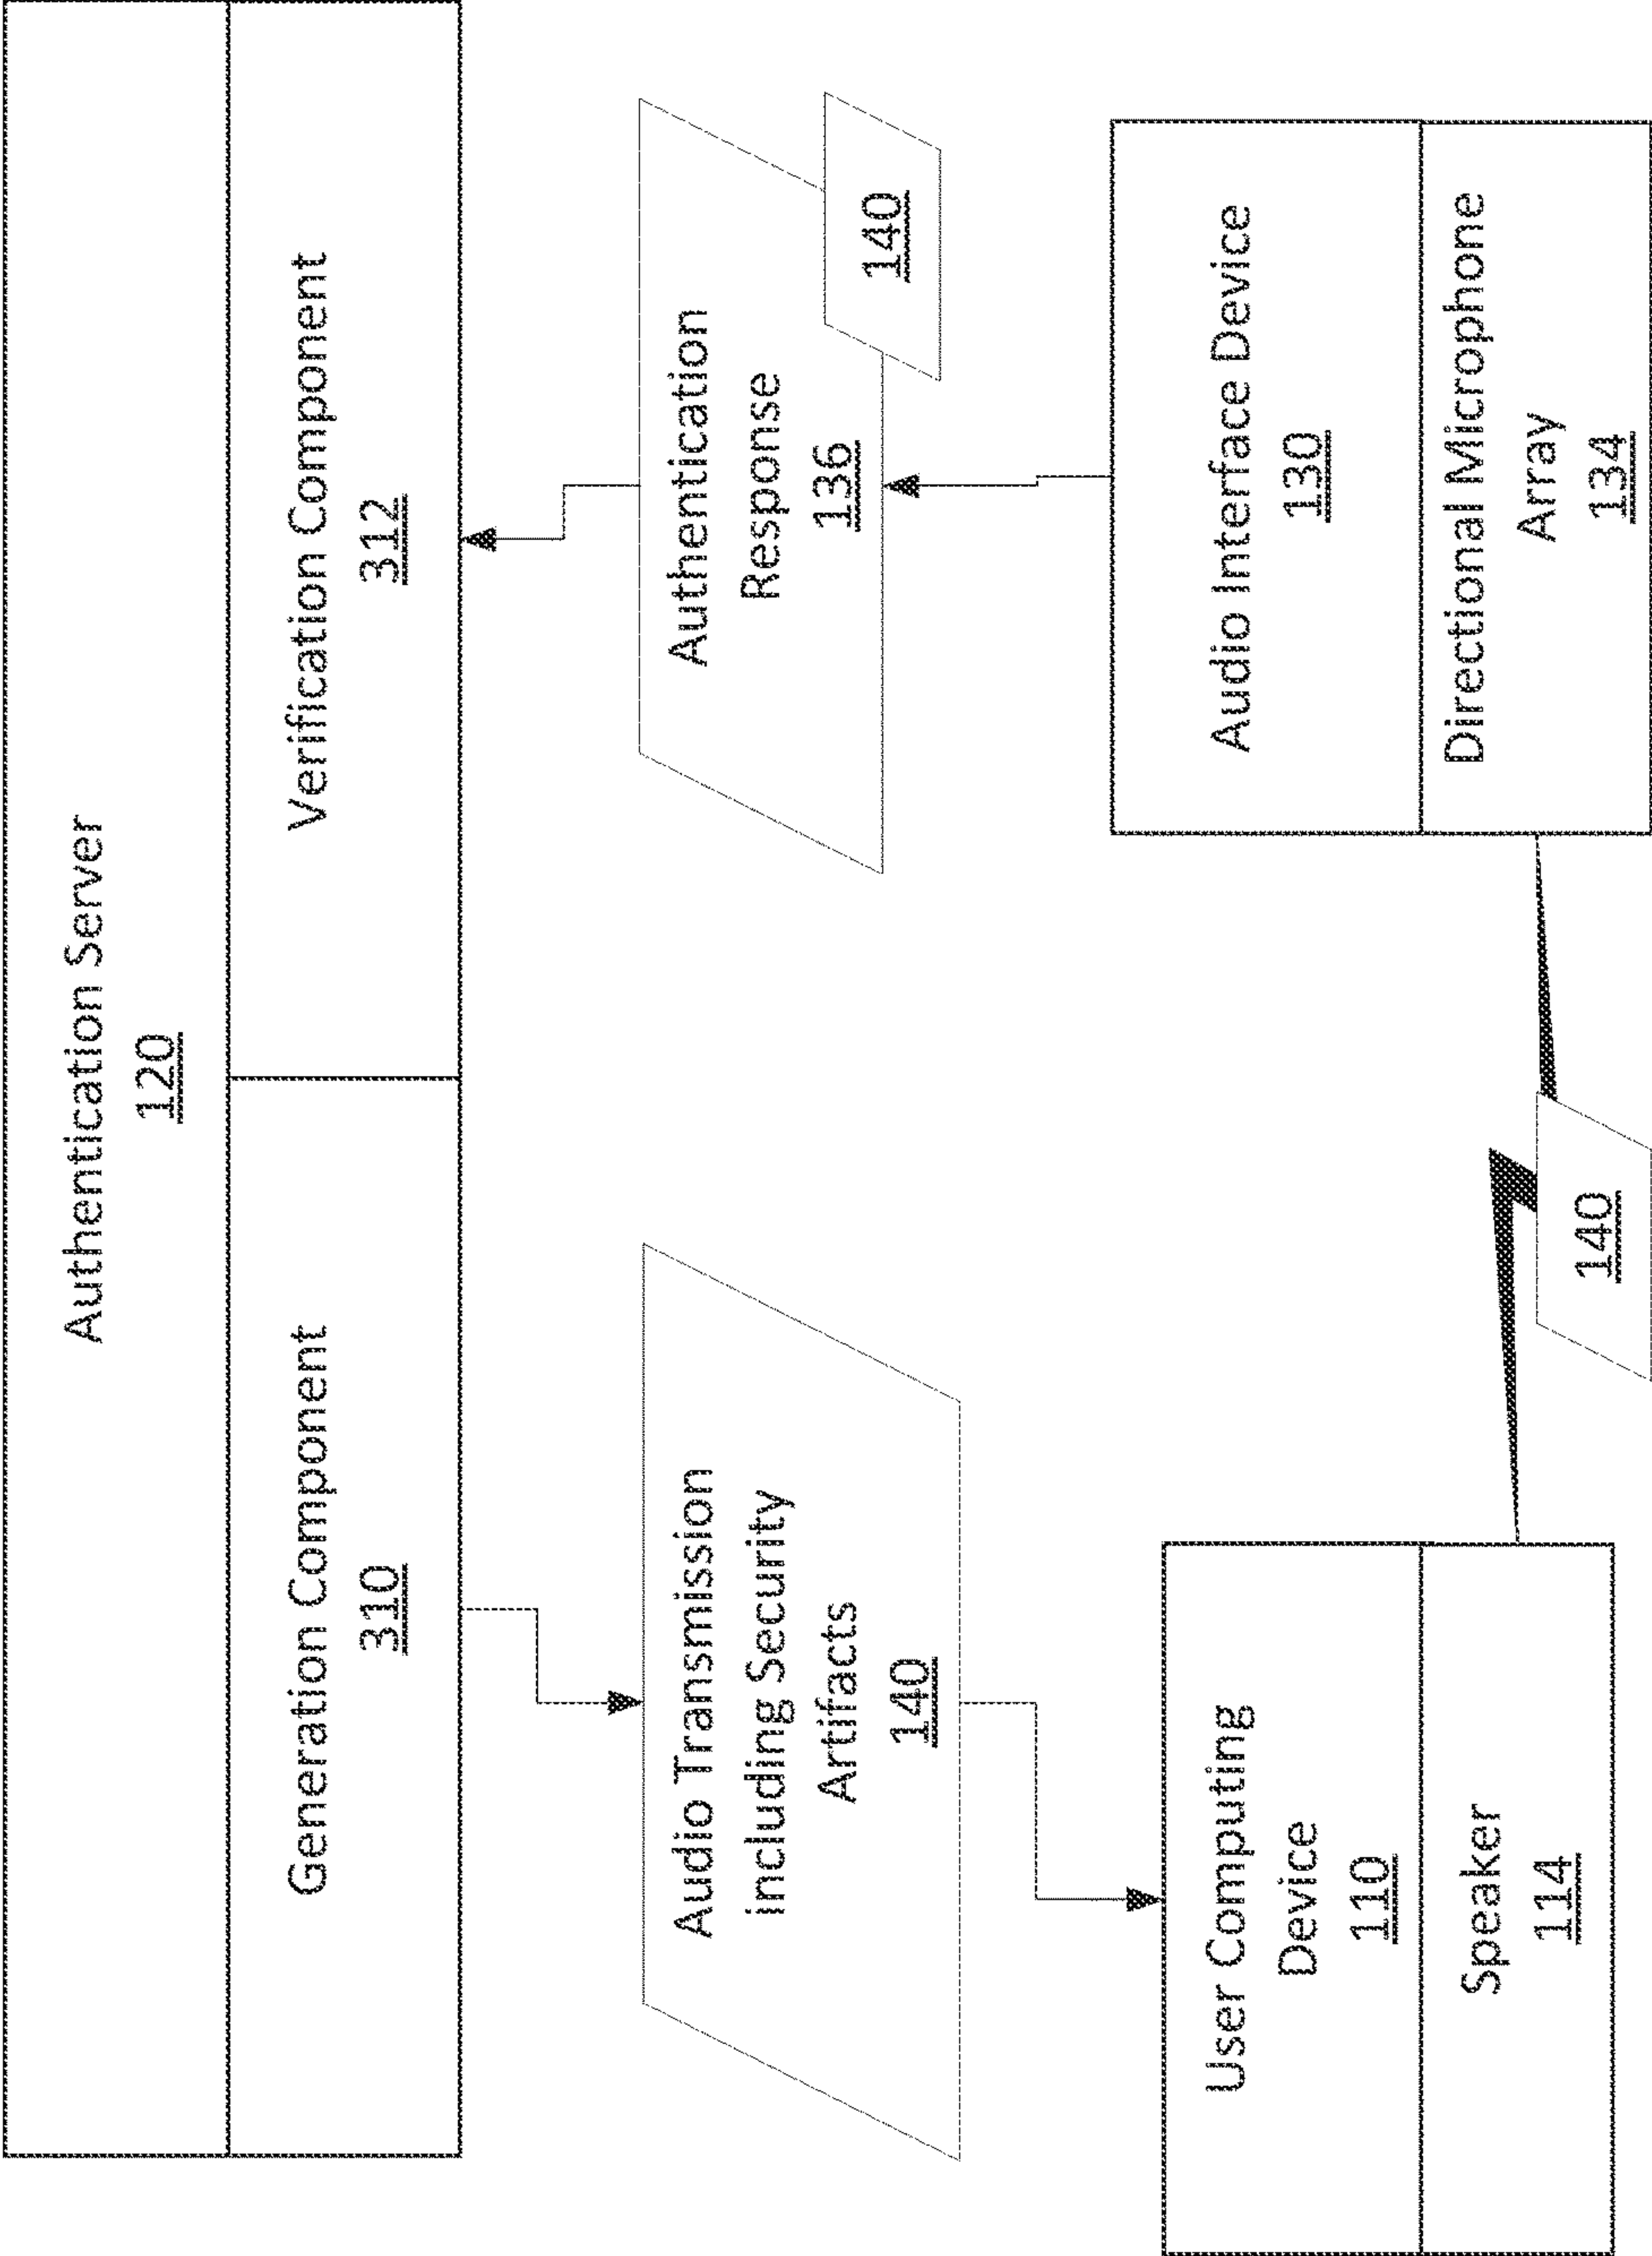 Authentication Server
120
Generation Component
310
Verification Component
312
Audio Transmission
including Security
Artifacts
140
Authentication
Response
136
140
User Computing
Device
110
Speaker
114
140
Audio Interface Device
130
Directional Microphone
Array
134